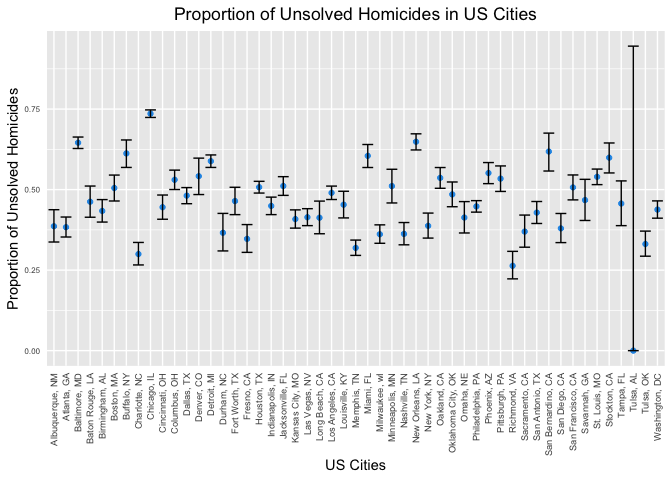 Proportion of Unsolved Homicides in US Cities
Proportion of Unsolved Homicides
0.75
0.50
0.25
0.00
Albuquerque, NM
Atlanta, GA
Baltimore, MD
Baton Rouge, LA
Birmingham, AL
Boston, MA
Buffalo, NY
Charlotte, NC
Chicago, IL
Cincinnati, OH
Columbus, OH
Dallas, TX
Denver, CO
Detroit, MI
Durham, NC
Fort Worth, TX
Fresno, CA
Houston, TX
Indianapolis, IN
Jacksonville, FL
Kansas City, MO
Las Vegas, NV
Long Beach, CA
Los Angeles, CA
Louisville, KY
Memphis, TN
Miami, FL
Milwaukee, wI
Minneapolis, MN
Nashville, TN
New Orleans, LA
New York, NY
Oakland, CA
Oklahoma City, OK
Omaha, NE
Philadelphia, PA
Phoenix, AZ
Pittsburgh, PA
Richmond, VA
Sacramento, CA
San Antonio, TX
San Bernardino, CA
San Diego, CA
San Francisco, CA
Savannah, GA
St. Louis, MO
Stockton, CA
Tampa, FL
Tulsa, AL
Tulsa, OK
Washington, DC
US Cities